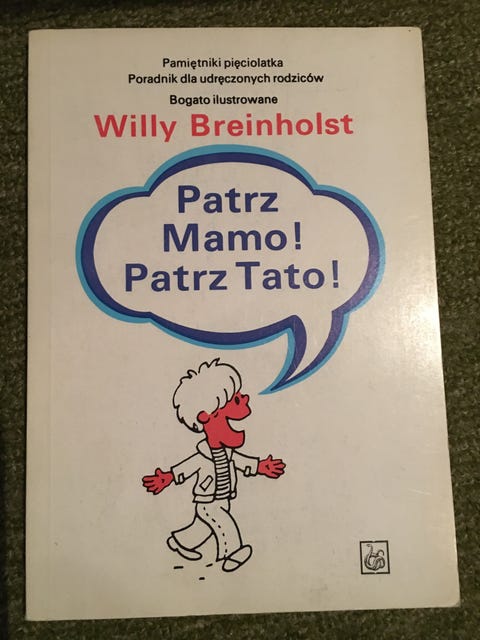 Pamiętniki pięciolatka
Poradnik dla udręczonych rodziców
Bogato ilustrowane
Willy Breinholst
Patrz
Mamo!
Patrz Tato!